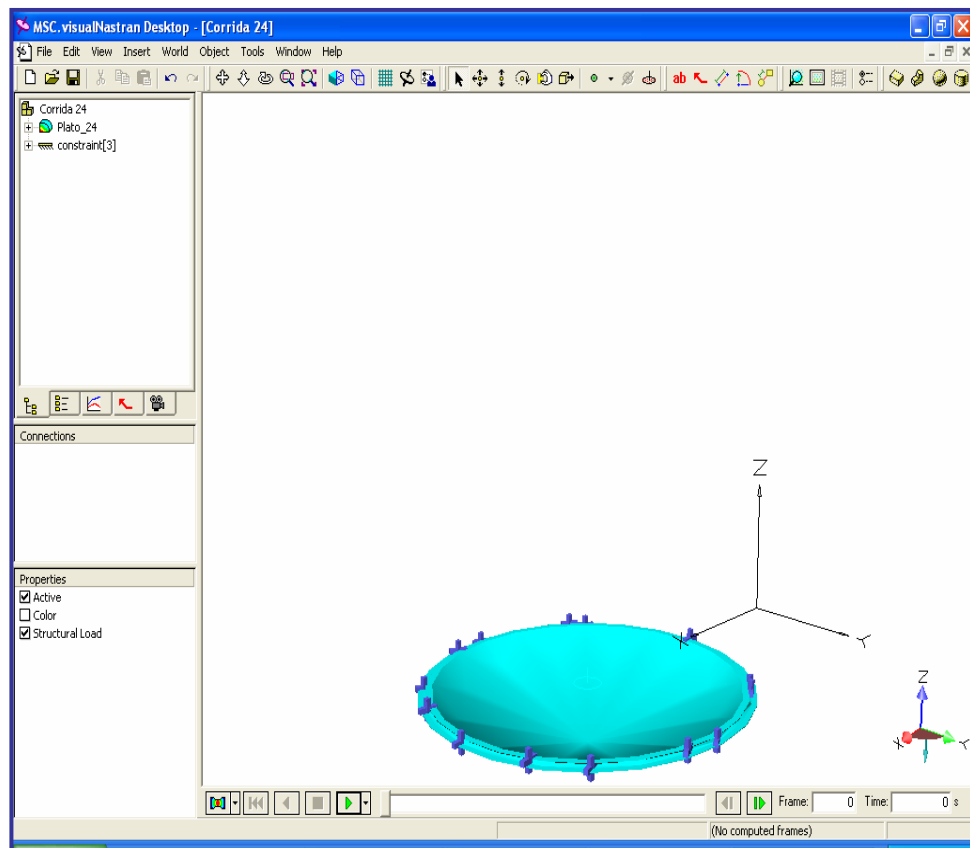 MSC.visualNastran Desktop - [Corrida 24]
File Edit View Insert World Object Tools Window Help
ab
Corrida 24
Plato_24
constraint[3]
Connections
Properties
Active
Color
Structural Load
Z
X
Y
Z
X
Y
Frame: 0 Time: 0 s
(No computed frames)